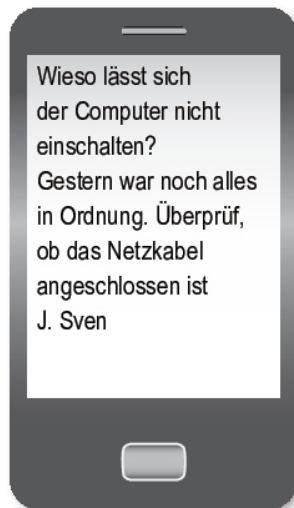 Wieso lässt sich
der Computer nicht
einschalten?
Gestern war noch alles
in Ordnung. Überprüf,
ob das Netzkabel
angeschlossen ist
J. Sven